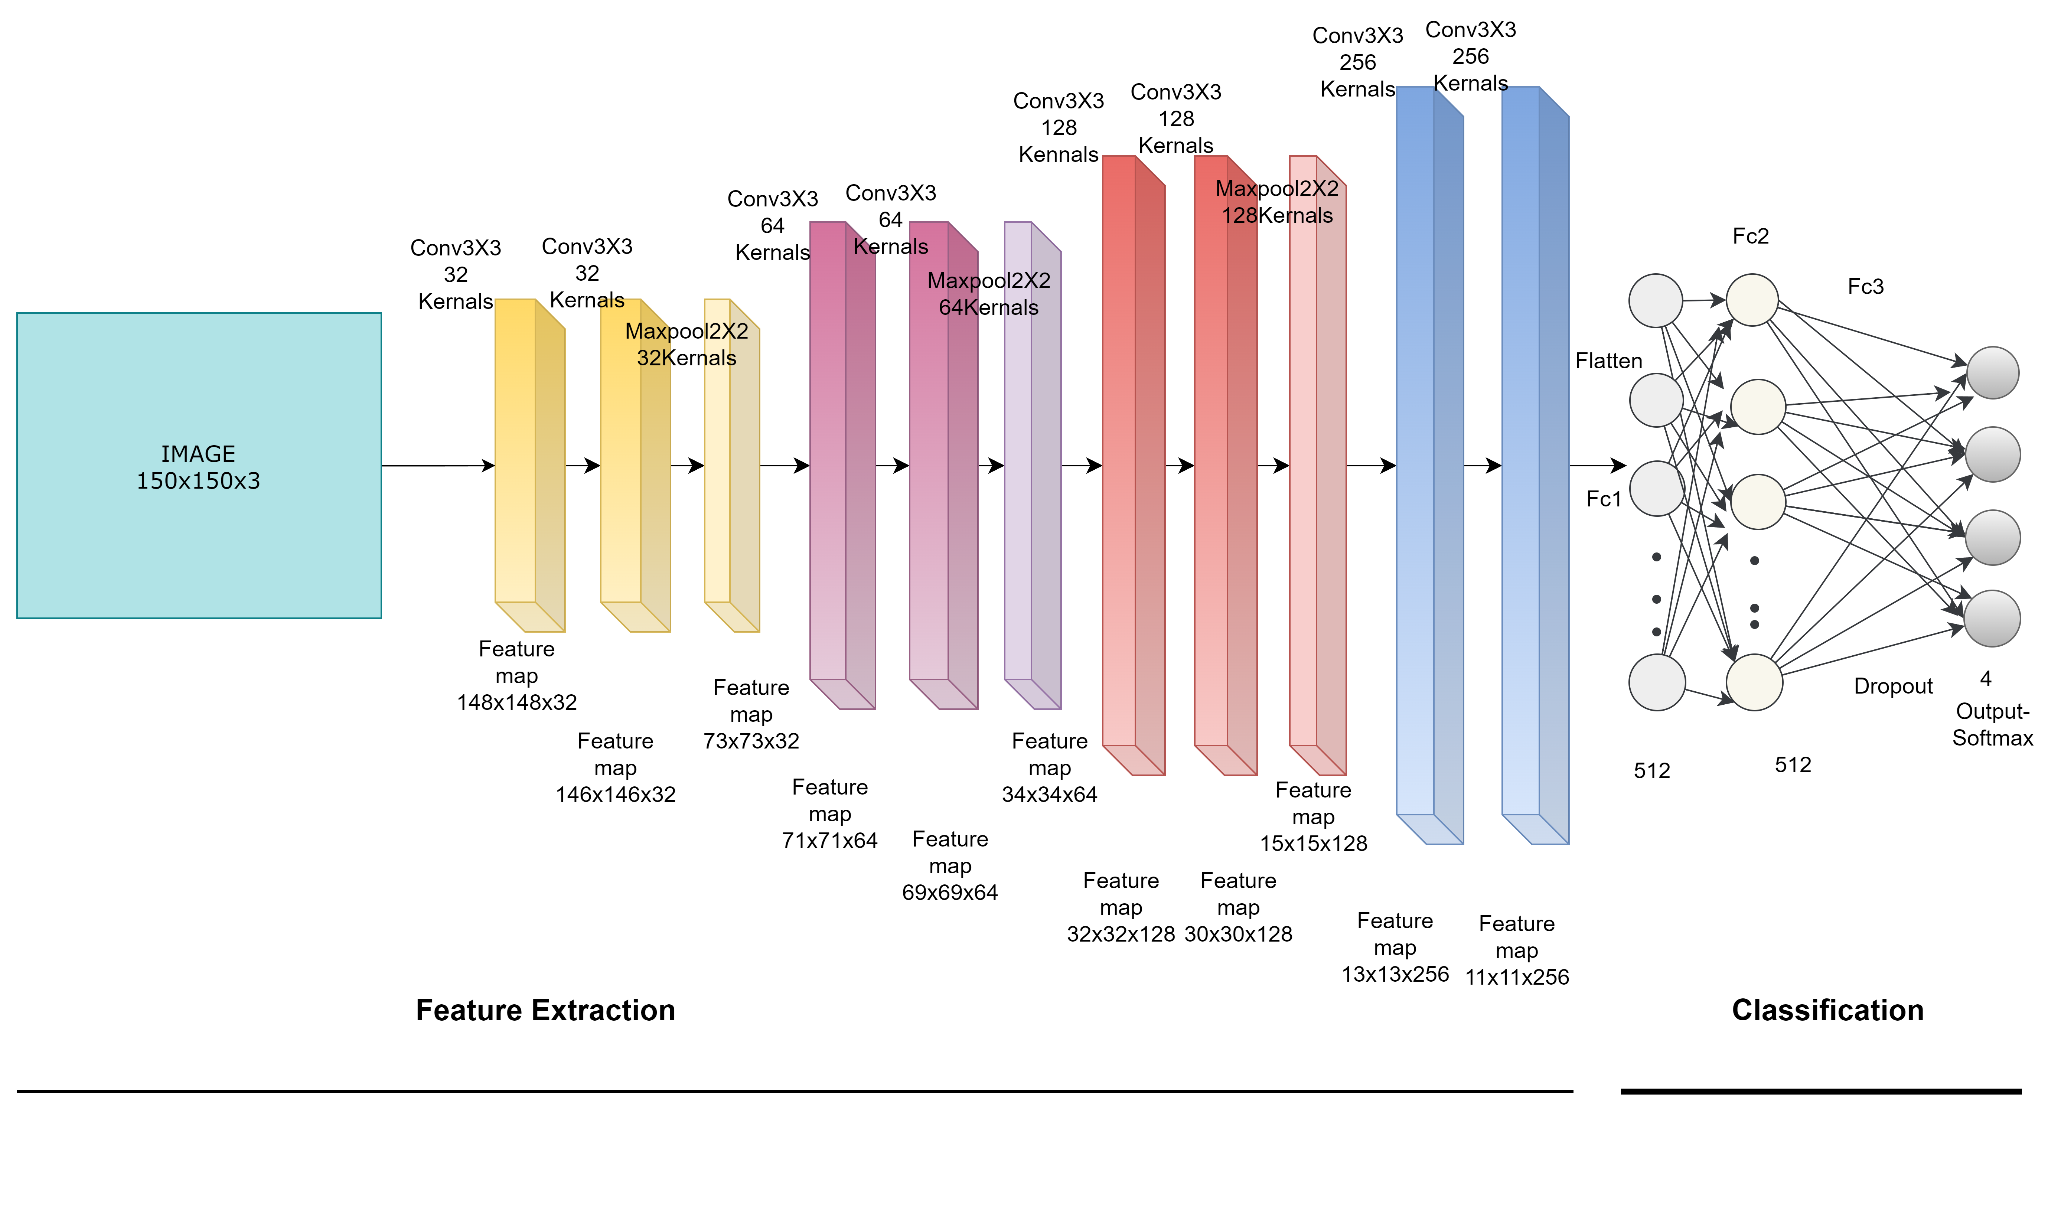 IMAGE
150x150x3
Conv3X3
32
Kernals
Conv3X3
32
Kernals
Maxpool2X2
32Kernals
Conv3X3
64
Kernals
Conv3X3
64
Kernals
Maxpool2X2
64Kernals
Conv3X3
128
Kennals
Conv3X3
128
Kernals
Maxpool2X2
128Kernals
Conv3X3
256
Kernals
Conv3X3
256
Kernals
Feature
map
148x148x32
Feature
map
146x146x32
Feature
map
73x73x32
Feature
map
71x71x64
Feature
map
69x69x64
Feature
map
34x34x64
Feature
map
32x32x128
Feature
map
30x30x128
Feature
map
15x15x128
Feature
map
13x13x256
Feature
map
11x11x256
Flatten
Fc1
Fc2
Fc3
Dropout
512
512
4
Output-
Softmax
Feature Extraction
Classification